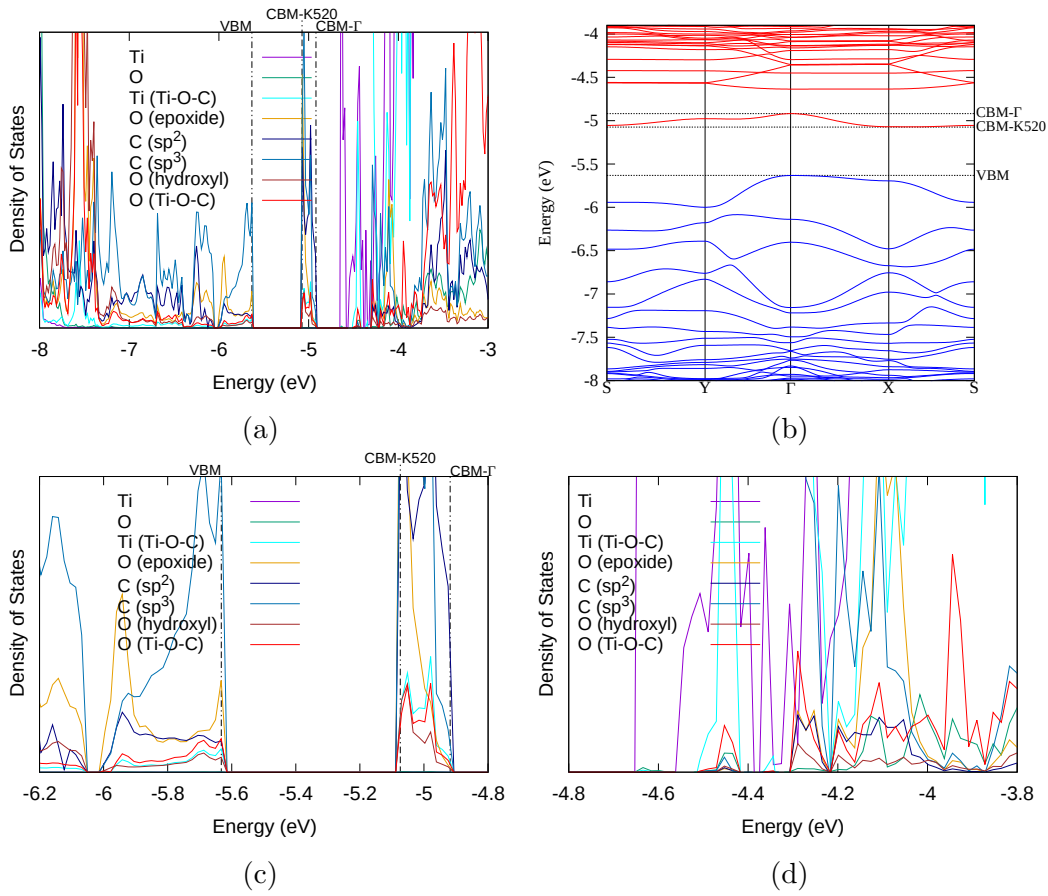 CBM-K520
VBM
CBM-Γ
Density of States
Ti
O
Ti (Ti-O-C)
O (epoxide)
C (sp²)
C (sp³)
O (hydroxyl)
O (Ti-O-C)
-8 -7 -6 -5 -4 -3
Energy (eV)
(a)
Energy (eV)
-4
-4.5
-5
-5.5
-6
-6.5
-7
-7.5
-8
S Y Γ X S
CBM-Γ
CBM-K520
VBM
(b)
VBM
CBM-K520
CBM-Γ
Density of States
Ti
O
Ti (Ti-O-C)
O (epoxide)
C (sp²)
C (sp³)
O (hydroxyl)
O (Ti-O-C)
-6.2 -6 -5.8 -5.6 -5.4 -5.2 -5 -4.8
Energy (eV)
(c)
Density of States
Ti
O
Ti (Ti-O-C)
O (epoxide)
C (sp²)
C (sp³)
O (hydroxyl)
O (Ti-O-C)
-4.8 -4.6 -4.4 -4.2 -4 -3.8
Energy (eV)
(d)